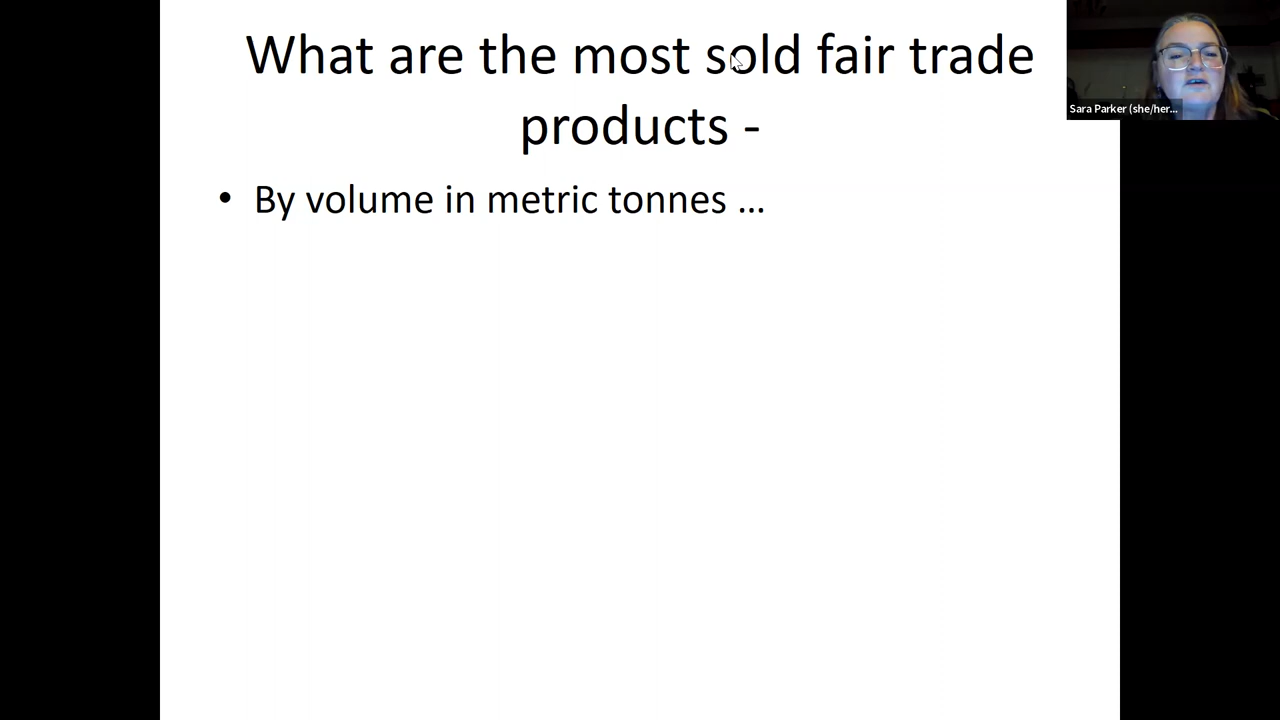 What are the most sold fair trade
products -
• By volume in metric tonnes ...
Sara Parker (she/her...